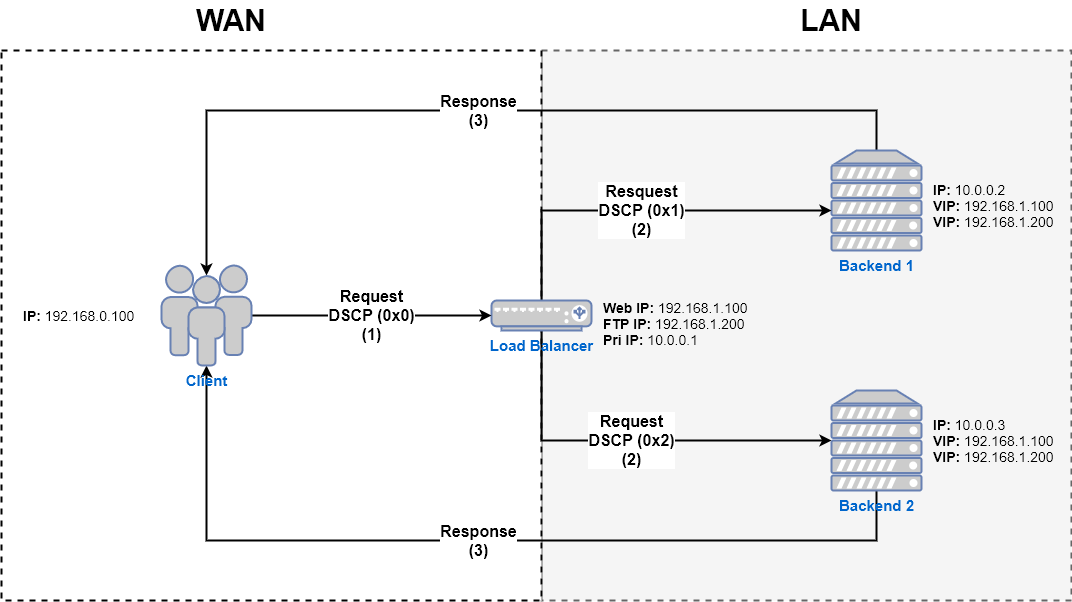 WAN
LAN
Response
(3)
Resquest
DSCP (0x1)
(2)
IP: 10.0.0.2
VIP: 192.168.1.100
VIP: 192.168.1.200
Backend 1
IP: 192.168.0.100
Request
DSCP (0x0)
(1)
Web IP: 192.168.1.100
FTP IP: 192.168.1.200
Pri IP: 10.0.0.1
Load Balancer
Client
Request
DSCP (0x2)
(2)
IP: 10.0.0.3
VIP: 192.168.1.100
VIP: 192.168.1.200
Backend 2
Response
(3)